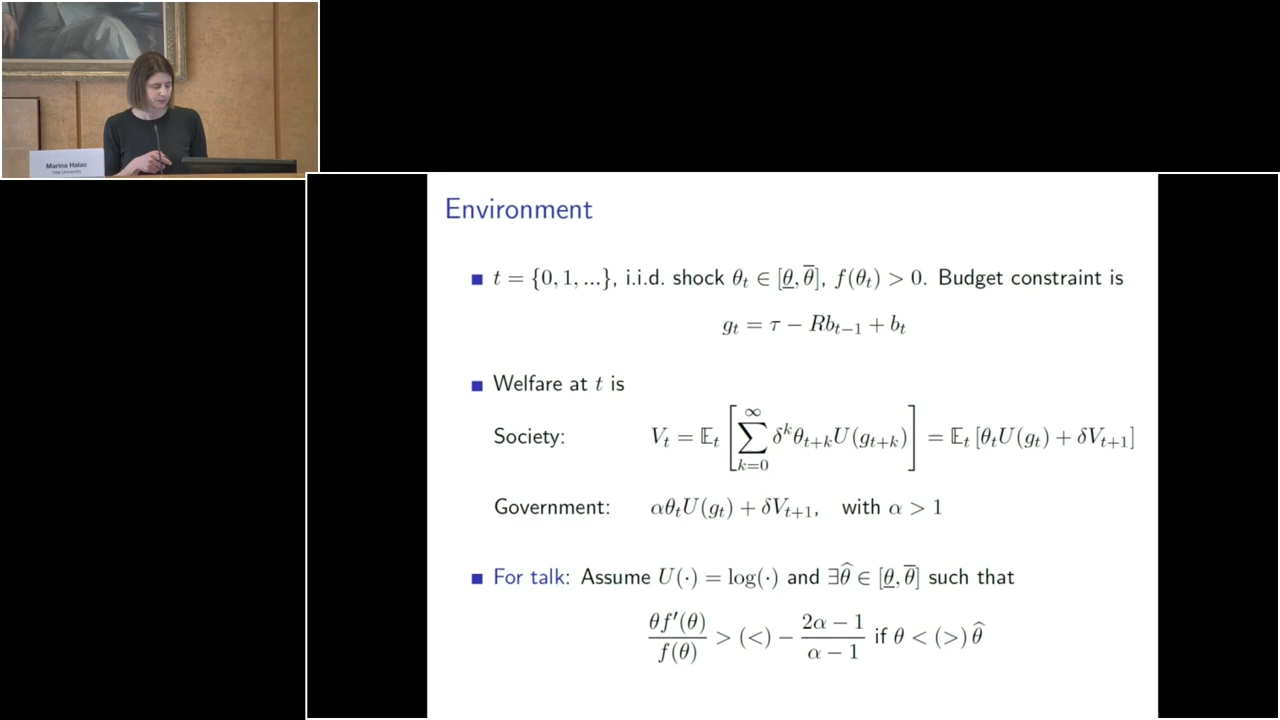 Marina Halac
Yale University
Environment
t = {0, 1, ...}, i.i.d. shock θ_t ∈ [θ̲, θ̅], f(θ_t) > 0. Budget constraint is
g_t = τ − Rb_{t−1} + b_t
Welfare at t is
Society: V_t = 𝔼_t [∑_{k=0}^{∞} δ^k θ_{t+k} U(g_{t+k})] = 𝔼_t [θ_t U(g_t) + δV_{t+1}]
Government: αθ_t U(g_t) + δV_{t+1}, with α > 1
For talk: Assume U(·) = log(·) and ∃θ̂ ∈ [θ̲, θ̅] such that
θf′(θ)/f(θ) > (<) − (2α − 1)/(α − 1) if θ < (>) θ̂